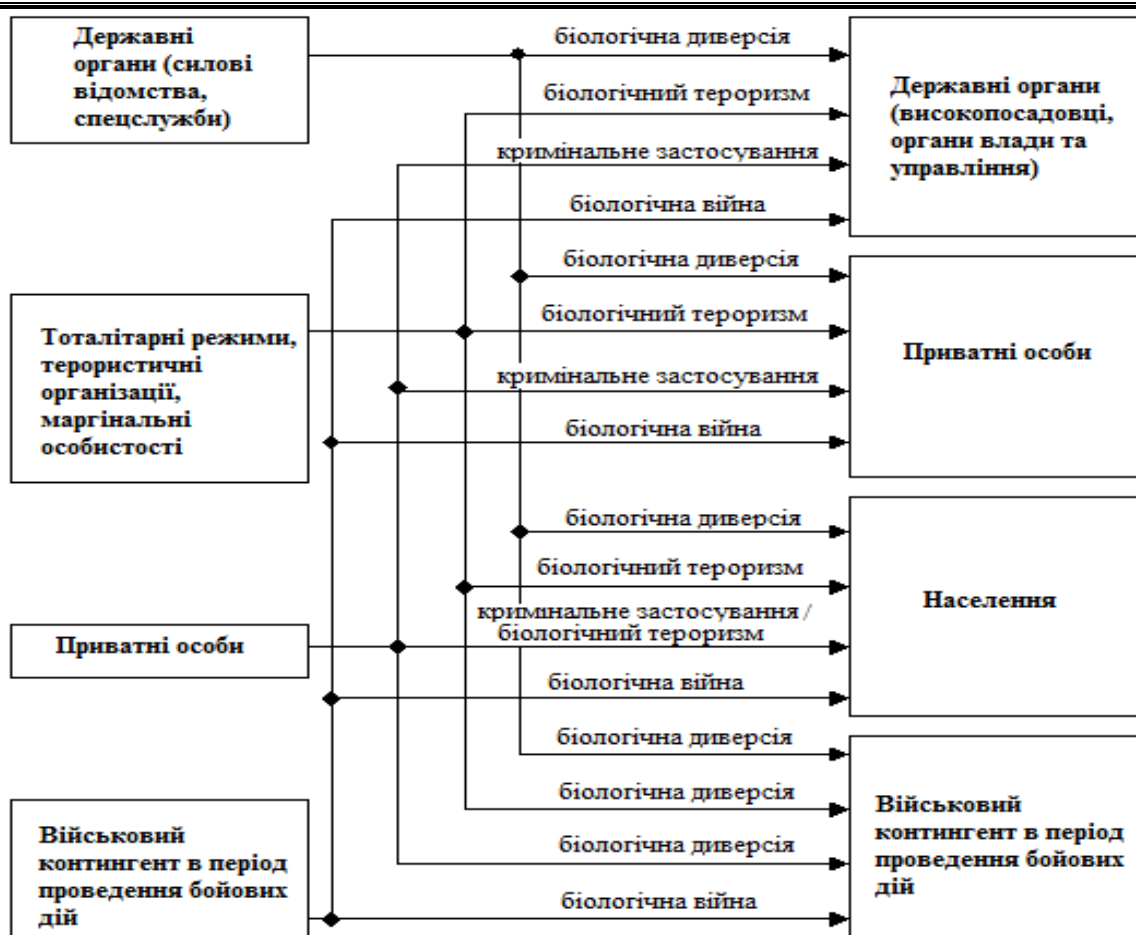 Державні
органи (силові
відомства,
спецслужби)
біологічна диверсія
біологічний тероризм
кримінальне застосування
біологічна війна
Державні органи
(високопосадовці,
органи влади та
управління)
Тоталітарні режими,
терористичні
організації,
маргінальні
особистості
біологічна диверсія
біологічний тероризм
кримінальне застосування
біологічна війна
Приватні особи
Приватні особи
біологічна диверсія
біологічний тероризм
кримінальне застосування /
біологічний тероризм
біологічна війна
Населення
Військовий
контингент в період
проведення бойових
дій
біологічна диверсія
біологічна диверсія
біологічна диверсія
біологічна війна
Військовий
контингент в період
проведення бойових
дій